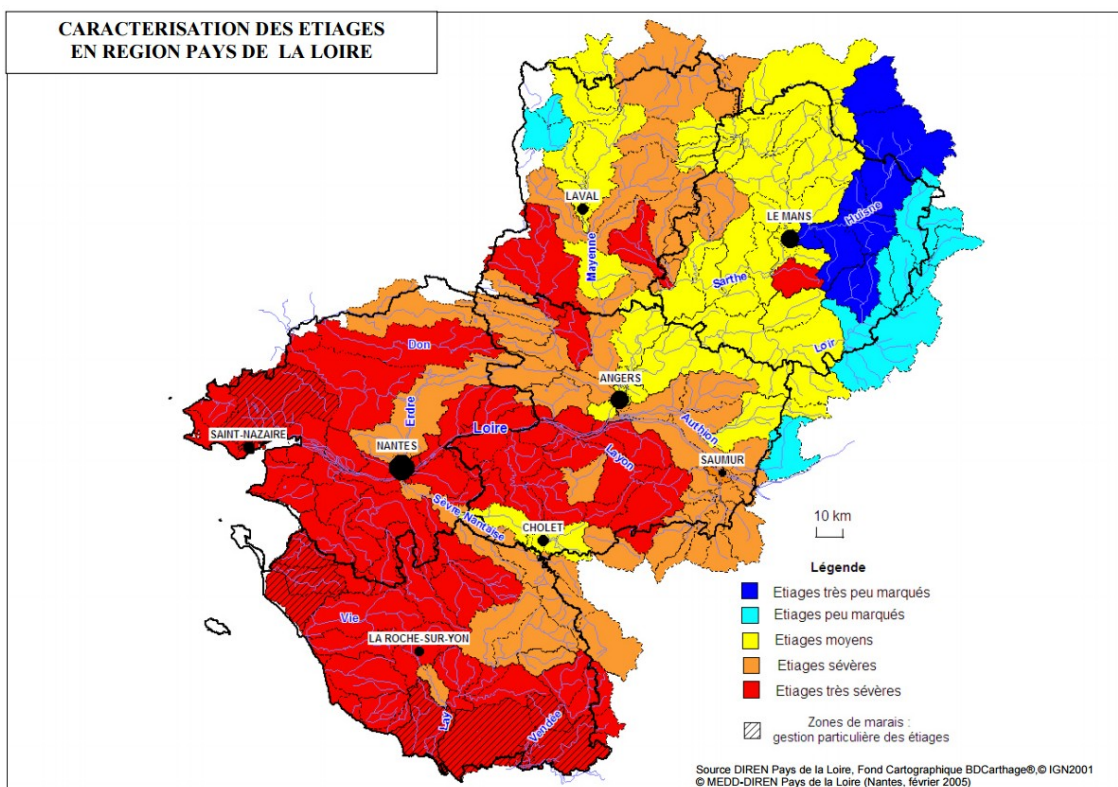 CARACTERISATION DES ETIAGES
EN REGION PAYS DE LA LOIRE
LAVAL
LE MANS
Huisne
Mayenne
Sarthe
Loir
Don
ANGERS
Erdre
Authion
Loire
SAINT-NAZAIRE
NANTES
Layon
SAUMUR
Sèvre Nantaise
CHOLET
10 km
Légende
Etiages très peu marqués
Etiages peu marqués
Vie
Etiages moyens
LA ROCHE-SUR-YON
Etiages sévères
Etiages très sévères
Lay
Vendée
Zones de marais :
gestion particulière des étiages
Source DIREN Pays de la Loire, Fond Cartographique BDCarthage®,© IGN2001
© MEDD-DIREN Pays de la Loire (Nantes, février 2005)